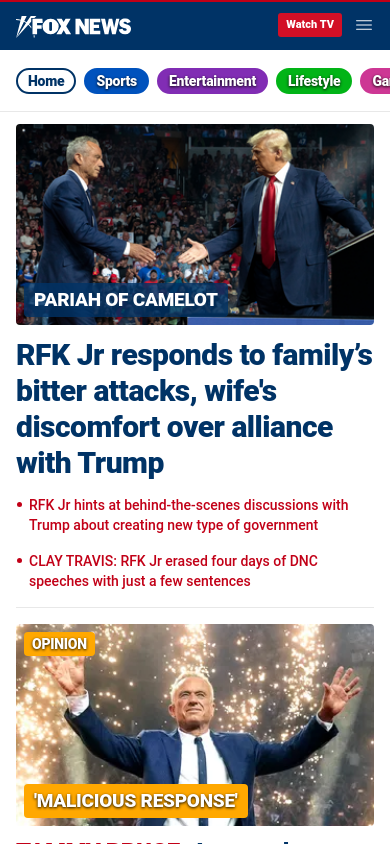 FOX NEWS
Watch TV
Home
Sports
Entertainment
Lifestyle
PARIAH OF CAMELOT
RFK Jr responds to family’s
bitter attacks, wife's
discomfort over alliance
with Trump
RFK Jr hints at behind-the-scenes discussions with
Trump about creating new type of government
CLAY TRAVIS: RFK Jr erased four days of DNC
speeches with just a few sentences
OPINION
'MALICIOUS RESPONSE'